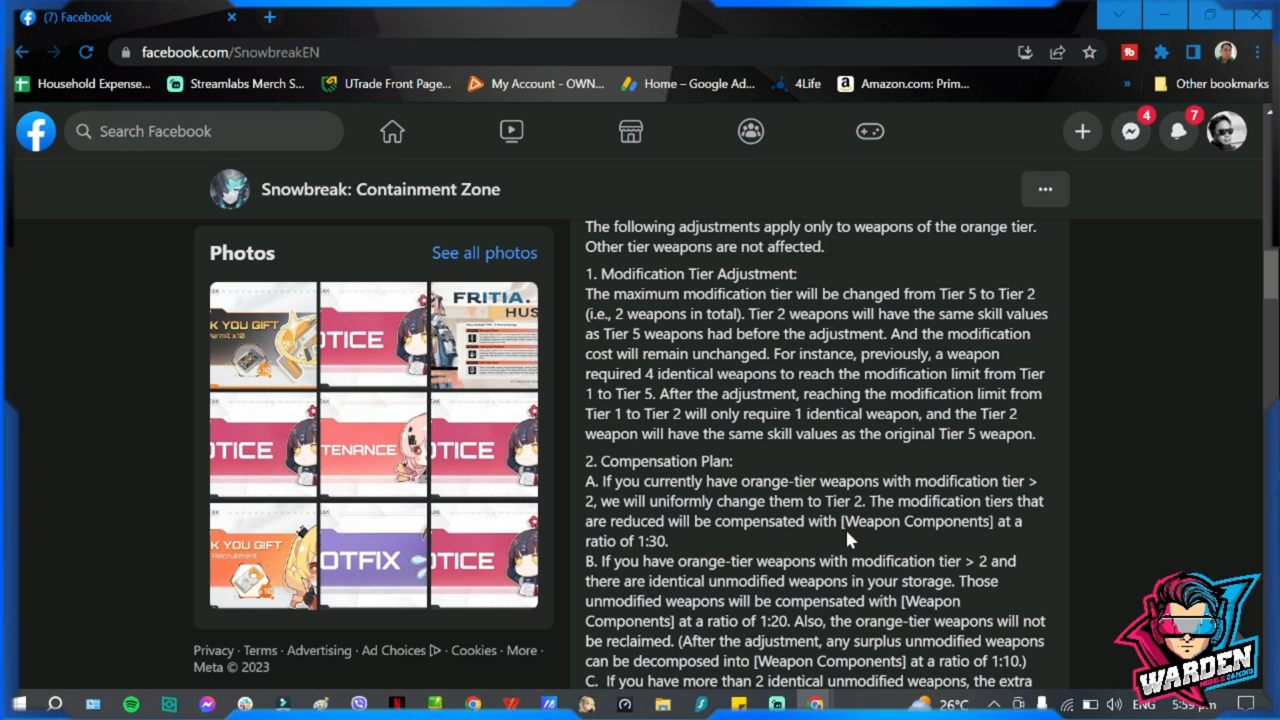 (7) Facebook
facebook.com/SnowbreakEN
Household Expense...
Streamlabs Merch S...
UTrade Front Page...
My Account - OWN...
Home – Google Ad...
4Life
Amazon.com: Prim...
»
Other bookmarks
Search Facebook
4
7
Snowbreak: Containment Zone
Photos
See all photos
K YOU GIFT
Permit x10
OTICE
FRITIA.
HUS
OTICE
TENANCE
OTICE
K YOU GIFT
Recruitment
OTFIX
OTICE
Privacy · Terms · Advertising · Ad Choices · Cookies · More ·
Meta © 2023
The following adjustments apply only to weapons of the orange tier.
Other tier weapons are not affected.
1. Modification Tier Adjustment:
The maximum modification tier will be changed from Tier 5 to Tier 2
(i.e., 2 weapons in total). Tier 2 weapons will have the same skill values
as Tier 5 weapons had before the adjustment. And the modification
cost will remain unchanged. For instance, previously, a weapon
required 4 identical weapons to reach the modification limit from Tier
1 to Tier 5. After the adjustment, reaching the modification limit from
Tier 1 to Tier 2 will only require 1 identical weapon, and the Tier 2
weapon will have the same skill values as the original Tier 5 weapon.
2. Compensation Plan:
A. If you currently have orange-tier weapons with modification tier >
2, we will uniformly change them to Tier 2. The modification tiers that
are reduced will be compensated with [Weapon Components] at a
ratio of 1:30.
B. If you have orange-tier weapons with modification tier > 2 and
there are identical unmodified weapons in your storage. Those
unmodified weapons will be compensated with [Weapon
Components] at a ratio of 1:20. Also, the orange-tier weapons will not
be reclaimed. (After the adjustment, any surplus unmodified weapons
can be decomposed into [Weapon Components] at a ratio of 1:10.)
C. If you have more than 2 identical unmodified weapons, the extra
WARDEN
26°C
ENG